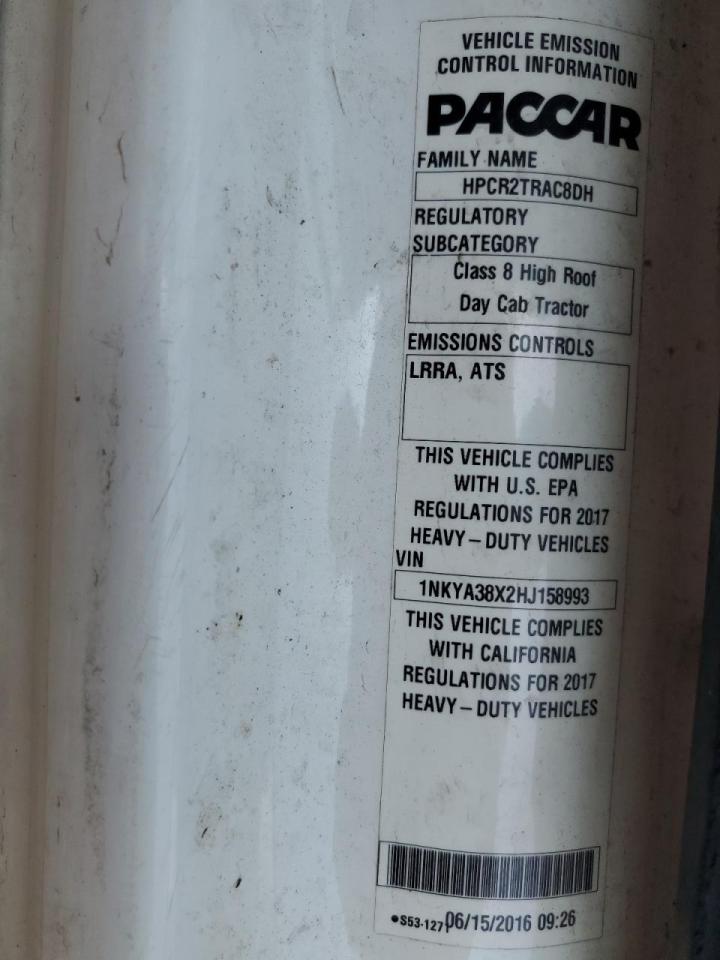 VEHICLE EMISSION
CONTROL INFORMATION
PACCAR
FAMILY NAME
HPCR2TRAC8DH
REGULATORY
SUBCATEGORY
Class 8 High Roof
Day Cab Tractor
EMISSIONS CONTROLS
LRRA, ATS
THIS VEHICLE COMPLIES
WITH U.S. EPA
REGULATIONS FOR 2017
HEAVY – DUTY VEHICLES
VIN
1NKYA38X2HJ158993
THIS VEHICLE COMPLIES
WITH CALIFORNIA
REGULATIONS FOR 2017
HEAVY – DUTY VEHICLES
•S53-1271 06/15/2016 09:26